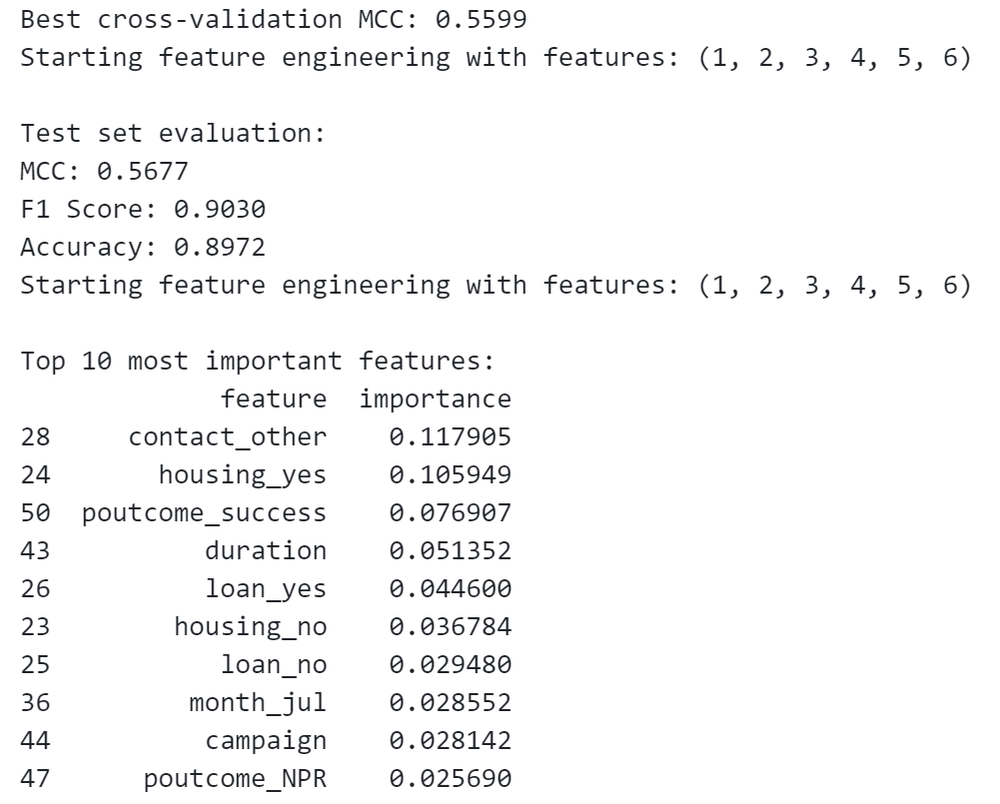 Best cross-validation MCC: 0.5599
Starting feature engineering with features: (1, 2, 3, 4, 5, 6)
Test set evaluation:
MCC: 0.5677
F1 Score: 0.9030
Accuracy: 0.8972
Starting feature engineering with features: (1, 2, 3, 4, 5, 6)
Top 10 most important features:
feature importance
28 contact_other 0.117905
24 housing_yes 0.105949
50 poutcome_success 0.076907
43 duration 0.051352
26 loan_yes 0.044600
23 housing_no 0.036784
25 loan_no 0.029480
36 month_jul 0.028552
44 campaign 0.028142
47 poutcome_NPR 0.025690